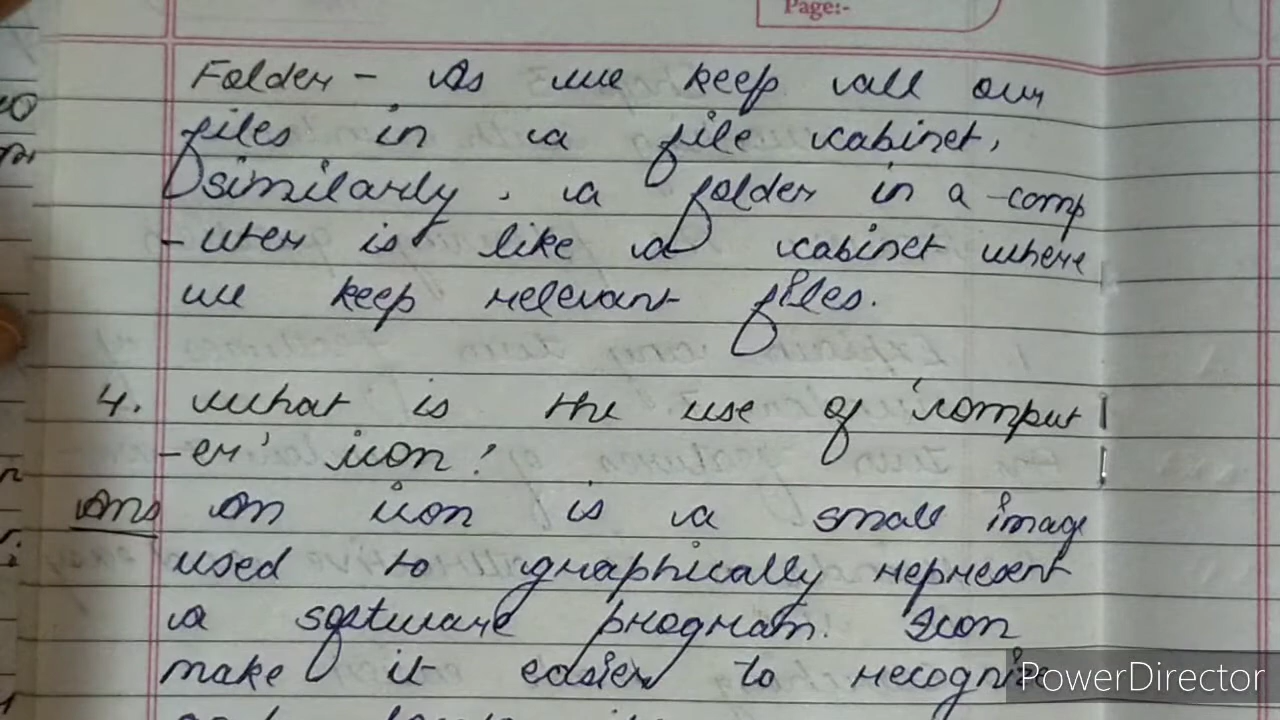 Page:-
Folder - As we keep all our
files in a file cabinet,
similarly, a folder in a comp
-uter is like a cabinet where
we keep relevant files.
4. What is the use of 'comput
-er' icon?
Ans An icon is a small image
used to graphically represent
a software program. Icon
make it easier to recognize
PowerDirector